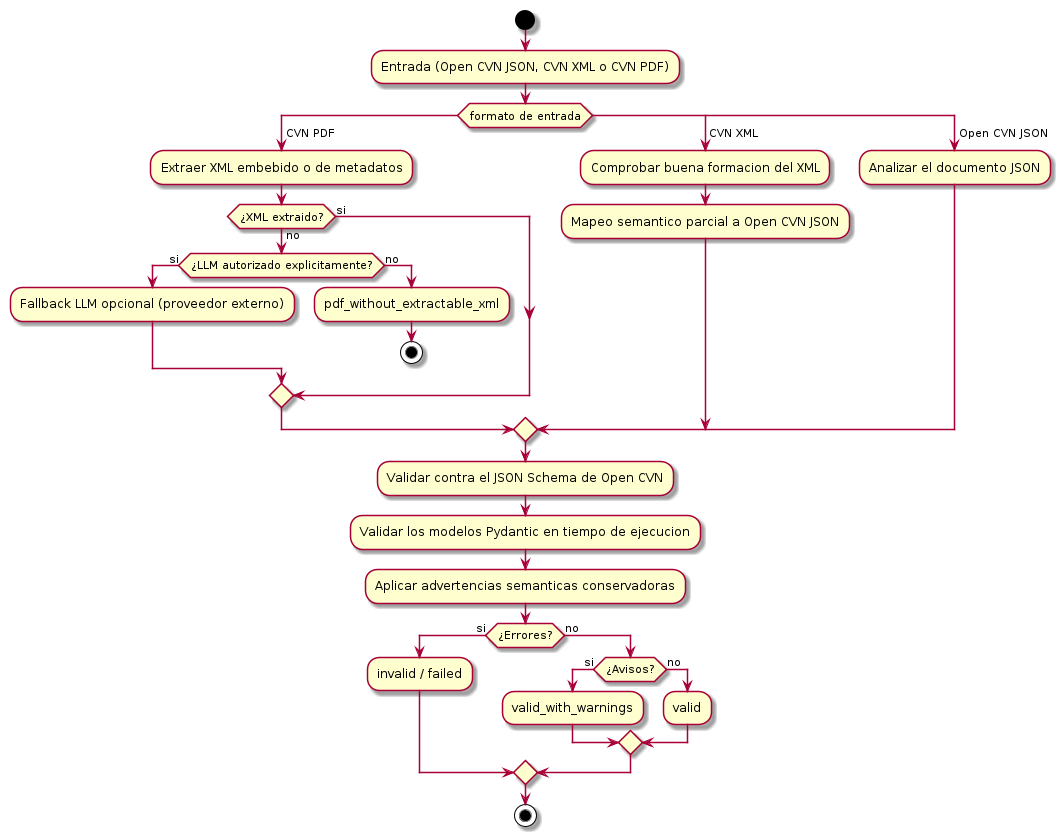 Entrada (Open CVN JSON, CVN XML o CVN PDF)
formato de entrada
CVN PDF
CVN XML
Open CVN JSON
Extraer XML embebido o de metadatos
Comprobar buena formacion del XML
Analizar el documento JSON
¿XML extraido?
si
no
Mapeo semantico parcial a Open CVN JSON
si
¿LLM autorizado explicitamente?
no
Fallback LLM opcional (proveedor externo)
pdf_without_extractable_xml
Validar contra el JSON Schema de Open CVN
Validar los modelos Pydantic en tiempo de ejecucion
Aplicar advertencias semanticas conservadoras
si
¿Errores?
no
invalid / failed
si
¿Avisos?
no
valid_with_warnings
valid